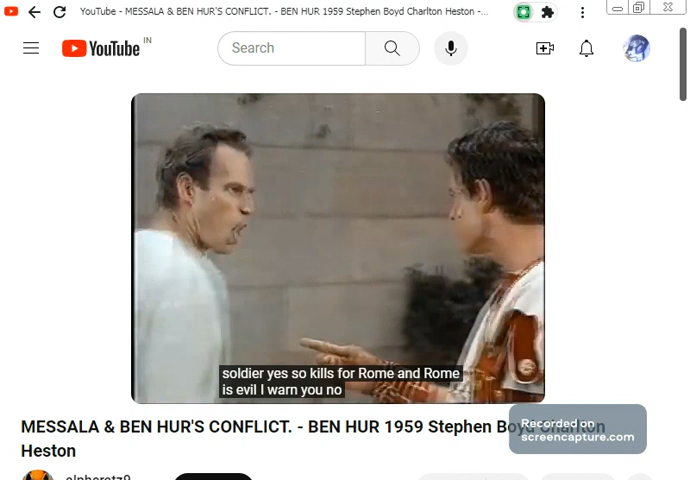 YouTube - MESSALA & BEN HUR'S CONFLICT. - BEN HUR 1959 Stephen Boyd Charlton Heston -...
YouTube IN
Search
soldier yes so kills for Rome and Rome
is evil I warn you no
MESSALA & BEN HUR'S CONFLICT. - BEN HUR 1959 Stephen Boyd Charlton
Heston
Recorded on
screencapture.com